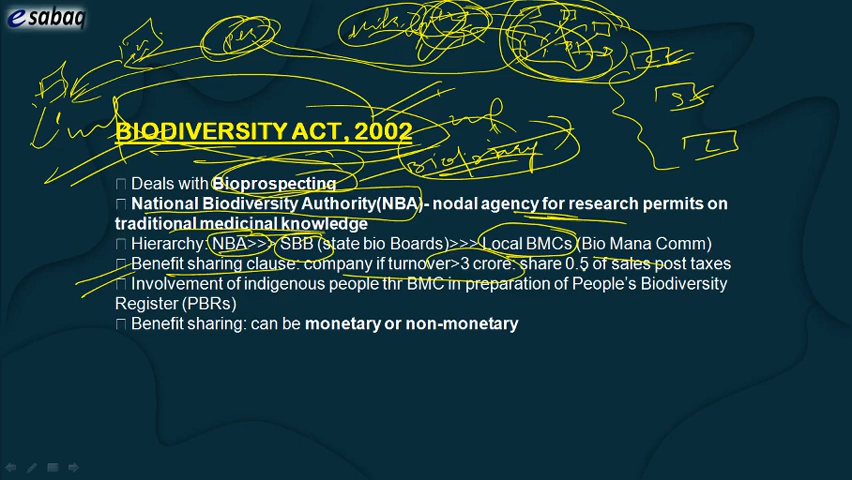 esabaq
BIODIVERSITY ACT, 2002
Deals with Bioprospecting
National Biodiversity Authority(NBA)- nodal agency for research permits on
traditional medicinal knowledge
Hierarchy: NBA>>> SBB (state bio Boards)>>> Local BMCs (Bio Mana Comm)
Benefit sharing clause: company if turnover>3 crore: share 0.5 of sales post taxes
Involvement of indigenous people thr BMC in preparation of People's Biodiversity
Register (PBRs)
Benefit sharing: can be monetary or non-monetary